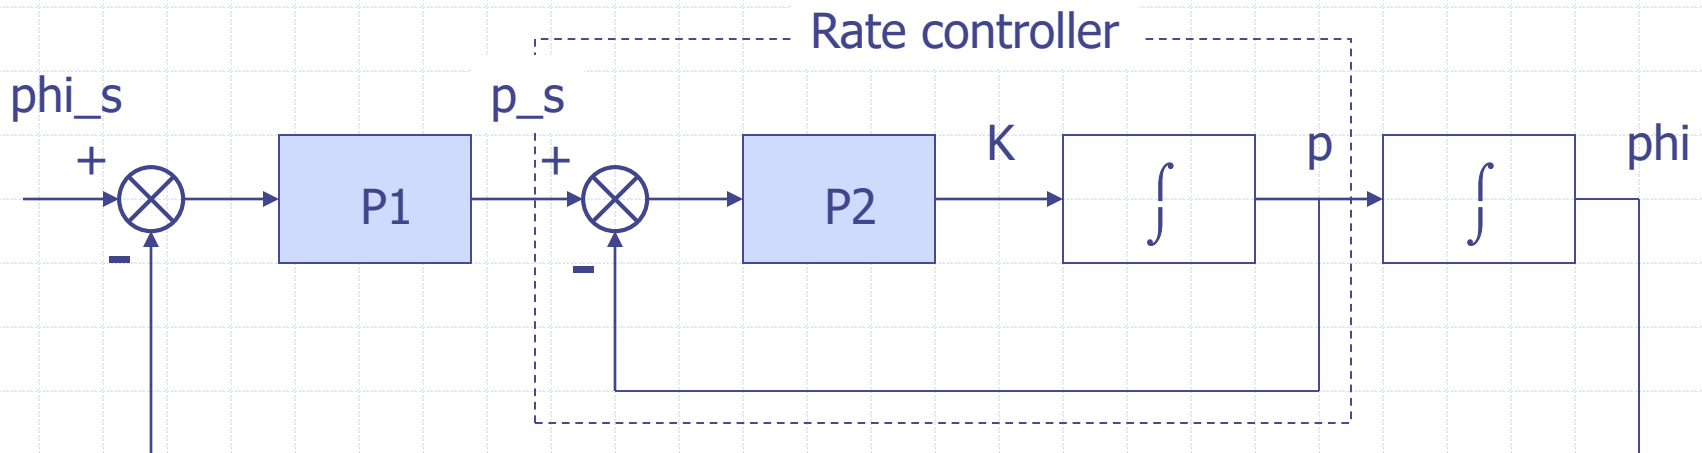 Rate controller
phi_s
p_s
K
p
phi
+
+
P1
P2
∫
∫
-
-